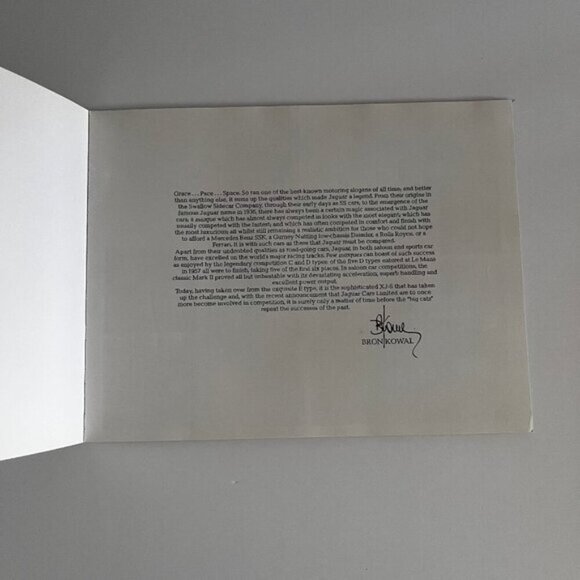 Grace . . . Pace . . . Space. So ran one of the best-known motoring slogans of all time; and better
than anything else, it sums up the qualities which made Jaguar a legend. From their origins in
the Swallow Sidecar Company, through their early days as SS cars, to the emergence of the
famous Jaguar name in 1936, there has always been a certain magic associated with Jaguar
cars: a marque which has almost always competed in looks with the most elegant; which has
usually competed with the fastest; and which has often competed in comfort and finish with
the most luxurious: all whilst still remaining a realistic ambition for those who could not hope
to afford a Mercedes Benz SSK, a Gurney Nutting low-chassis Daimler, a Rolls Royce, or a
Ferrari. It is with such cars as these that Jaguar must be compared.
Apart from their undoubted qualities as road-going cars, Jaguar, in both saloon and sports car
form, have excelled on the world's major racing tracks. Few marques can boast of such success
as enjoyed by the legendary competition C and D types: of the five D types entered at Le Mans
in 1957 all were to finish, taking five of the first six places. In saloon car competitions, the
classic Mark II proved all but unbeatable with its devastating acceleration, superb handling and
excellent power output.
Today, having taken over from the exquisite E type, it is the sophisticated XJ-S that has taken
up the challenge and, with the recent announcement that Jaguar Cars Limited are to once
more become involved in competition, it is surely only a matter of time before the "big cats"
repeat the successes of the past.
BRON KOWAL